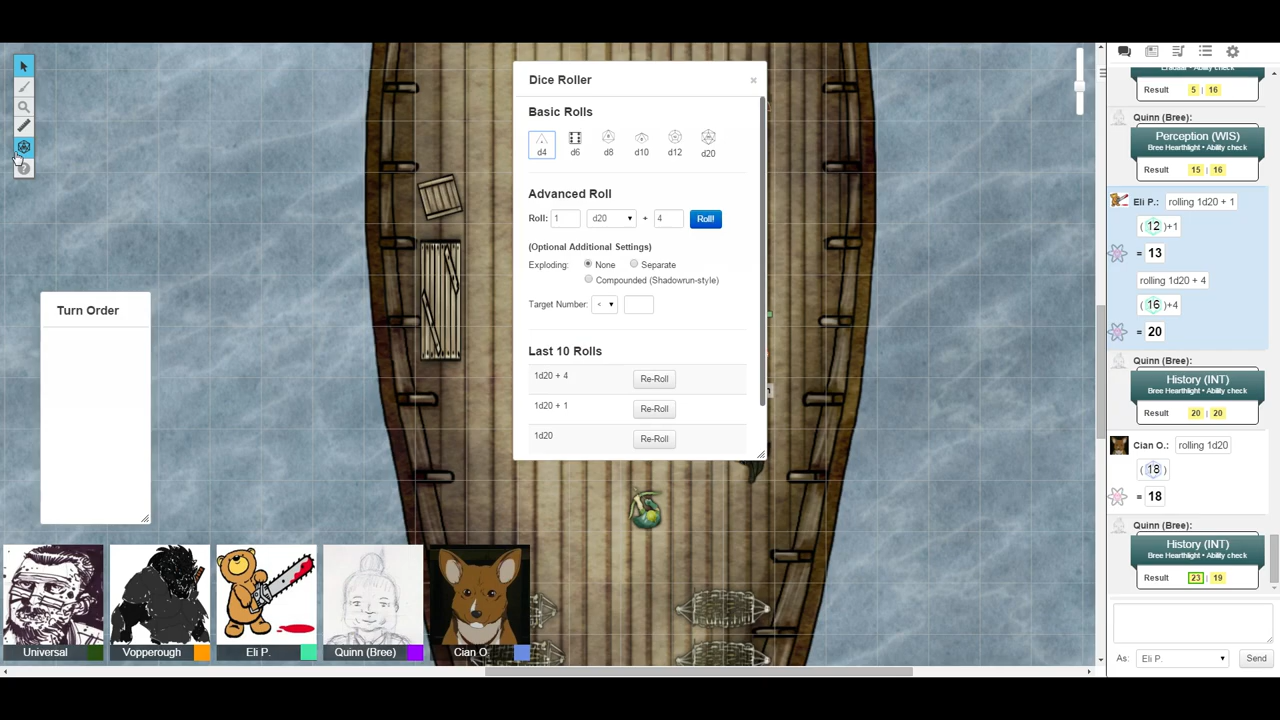 Dice Roller
×
Basic Rolls
d4 d6 d8 d10 d12 d20
Advanced Roll
Roll: 1 d20 + 4 Roll!
(Optional Additional Settings)
Exploding: None Separate
Compounded (Shadowrun-style)
Target Number: <
Last 10 Rolls
1d20 + 4 Re-Roll
1d20 + 1 Re-Roll
1d20 Re-Roll
Turn Order
Universal
Vopperough
Eli P.
Quinn (Bree)
Cian O.
Ability check
Result 5 | 16
Quinn (Bree):
Perception (WIS)
Bree Hearthlight • Ability check
Result 15 | 16
Eli P.: rolling 1d20 + 1
(12)+1
= 13
rolling 1d20 + 4
(16)+4
= 20
Quinn (Bree):
History (INT)
Bree Hearthlight • Ability check
Result 20 | 20
Cian O.: rolling 1d20
(18)
= 18
Quinn (Bree):
History (INT)
Bree Hearthlight • Ability check
Result 23 | 19
As: Eli P. Send